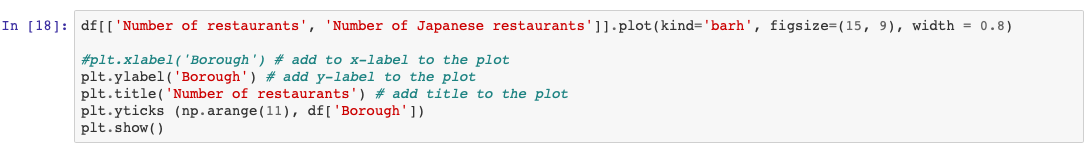 In [18]: df[['Number of restaurants', 'Number of Japanese restaurants']].plot(kind='barh', figsize=(15, 9), width = 0.8)
#plt.xlabel('Borough') # add to x-label to the plot
plt.ylabel('Borough') # add y-label to the plot
plt.title('Number of restaurants') # add title to the plot
plt.yticks (np.arange(11), df['Borough'])
plt.show()